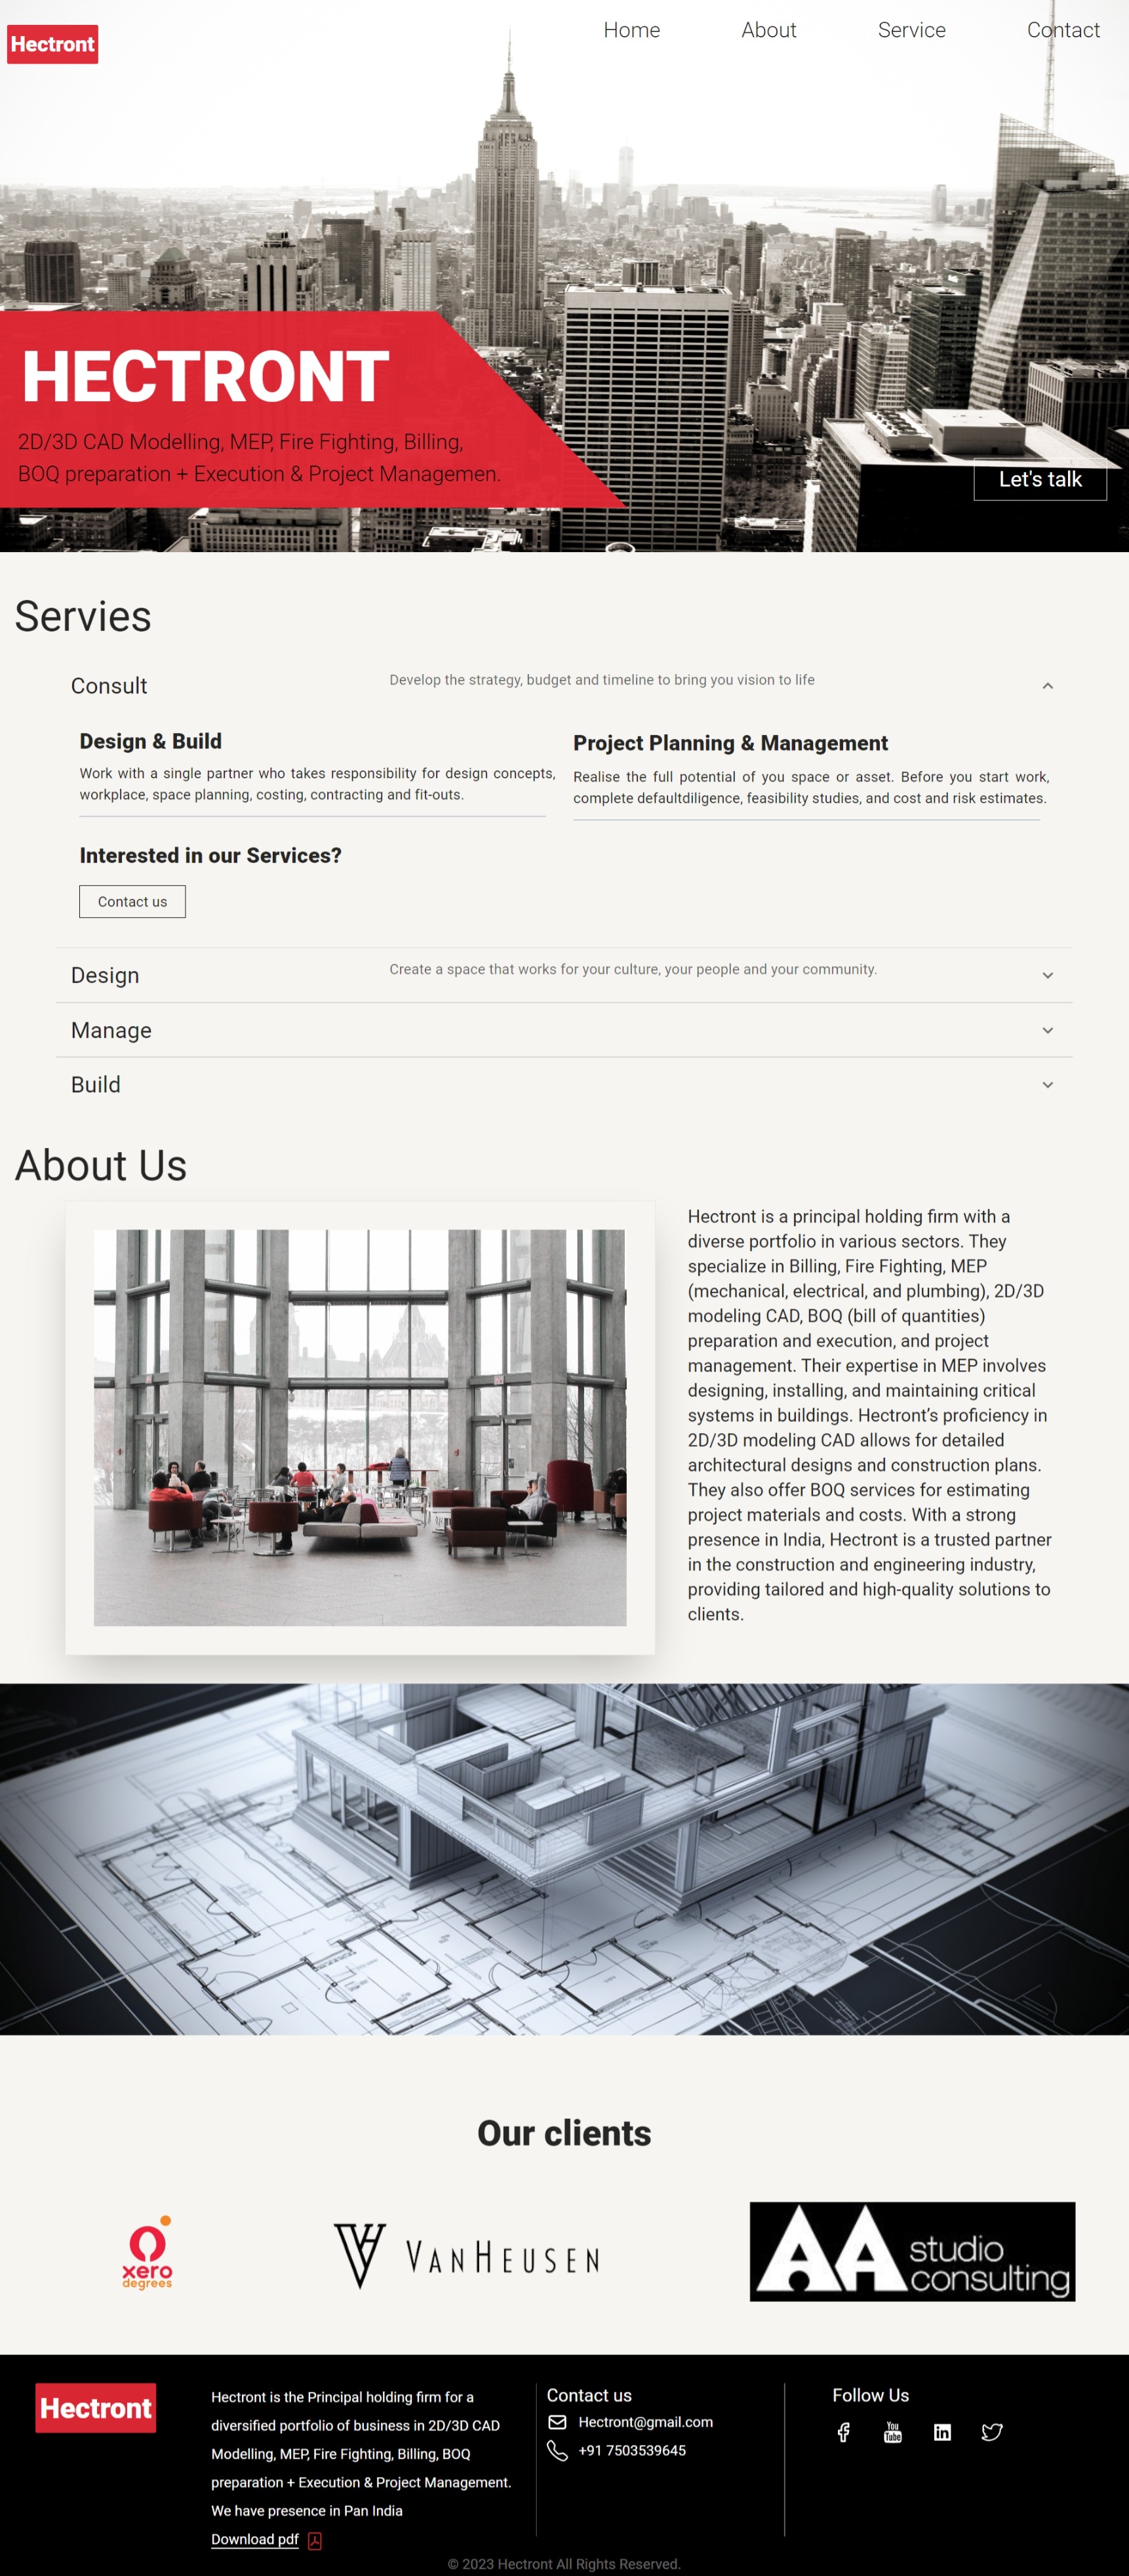 Hectront
Home
About
Service
Contact
HECTRONT
2D/3D CAD Modelling, MEP, Fire Fighting, Billing,
BOQ preparation + Execution & Project Managemen.
Let's talk
Servies
Consult
Develop the strategy, budget and timeline to bring you vision to life
Design & Build
Work with a single partner who takes responsibility for design concepts,
workplace, space planning, costing, contracting and fit-outs.
Project Planning & Management
Realise the full potential of you space or asset. Before you start work,
complete defaultdiligence, feasibility studies, and cost and risk estimates.
Interested in our Services?
Contact us
Design
Create a space that works for your culture, your people and your community.
Manage
Build
About Us
Hectront is a principal holding firm with a
diverse portfolio in various sectors. They
specialize in Billing, Fire Fighting, MEP
(mechanical, electrical, and plumbing), 2D/3D
modeling CAD, BOQ (bill of quantities)
preparation and execution, and project
management. Their expertise in MEP involves
designing, installing, and maintaining critical
systems in buildings. Hectront’s proficiency in
2D/3D modeling CAD allows for detailed
architectural designs and construction plans.
They also offer BOQ services for estimating
project materials and costs. With a strong
presence in India, Hectront is a trusted partner
in the construction and engineering industry,
providing tailored and high-quality solutions to
clients.
Our clients
xero
degrees
VANHEUSEN
AA studio
consulting
Hectront
Hectront is the Principal holding firm for a
diversified portfolio of business in 2D/3D CAD
Modelling, MEP, Fire Fighting, Billing, BOQ
preparation + Execution & Project Management.
We have presence in Pan India
Download pdf
Contact us
Hectront@gmail.com
+91 7503539645
Follow Us
You
Tube
in
© 2023 Hectront All Rights Reserved.